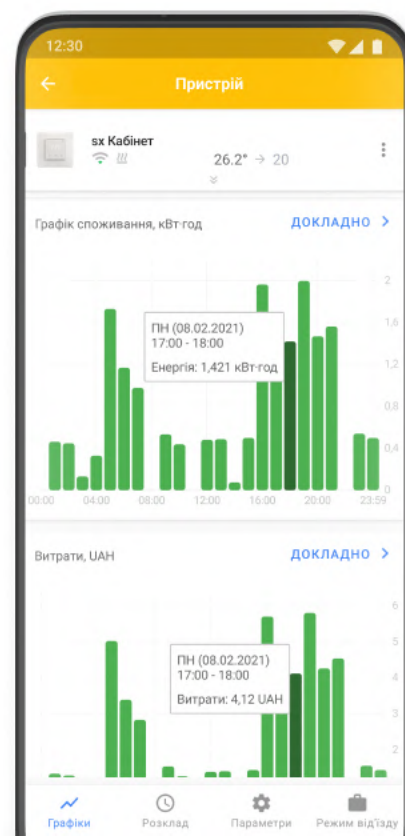 12:30
Пристрій
sx Кабінет
26.2° → 20
Графік споживання, кВт·год
ДОКЛАДНО >
2
1,6
ПН (08.02.2021)
17:00 - 18:00
Енергія: 1,421 кВт·год
1,2
0,8
0,4
0
00:00 04:00 08:00 12:00 16:00 20:00 23:59
Витрати, UAH
ДОКЛАДНО >
6
5
ПН (08.02.2021)
17:00 - 18:00
Витрати: 4,12 UAH
4
3
2
Графіки Розклад Параметри Режим від'їзду